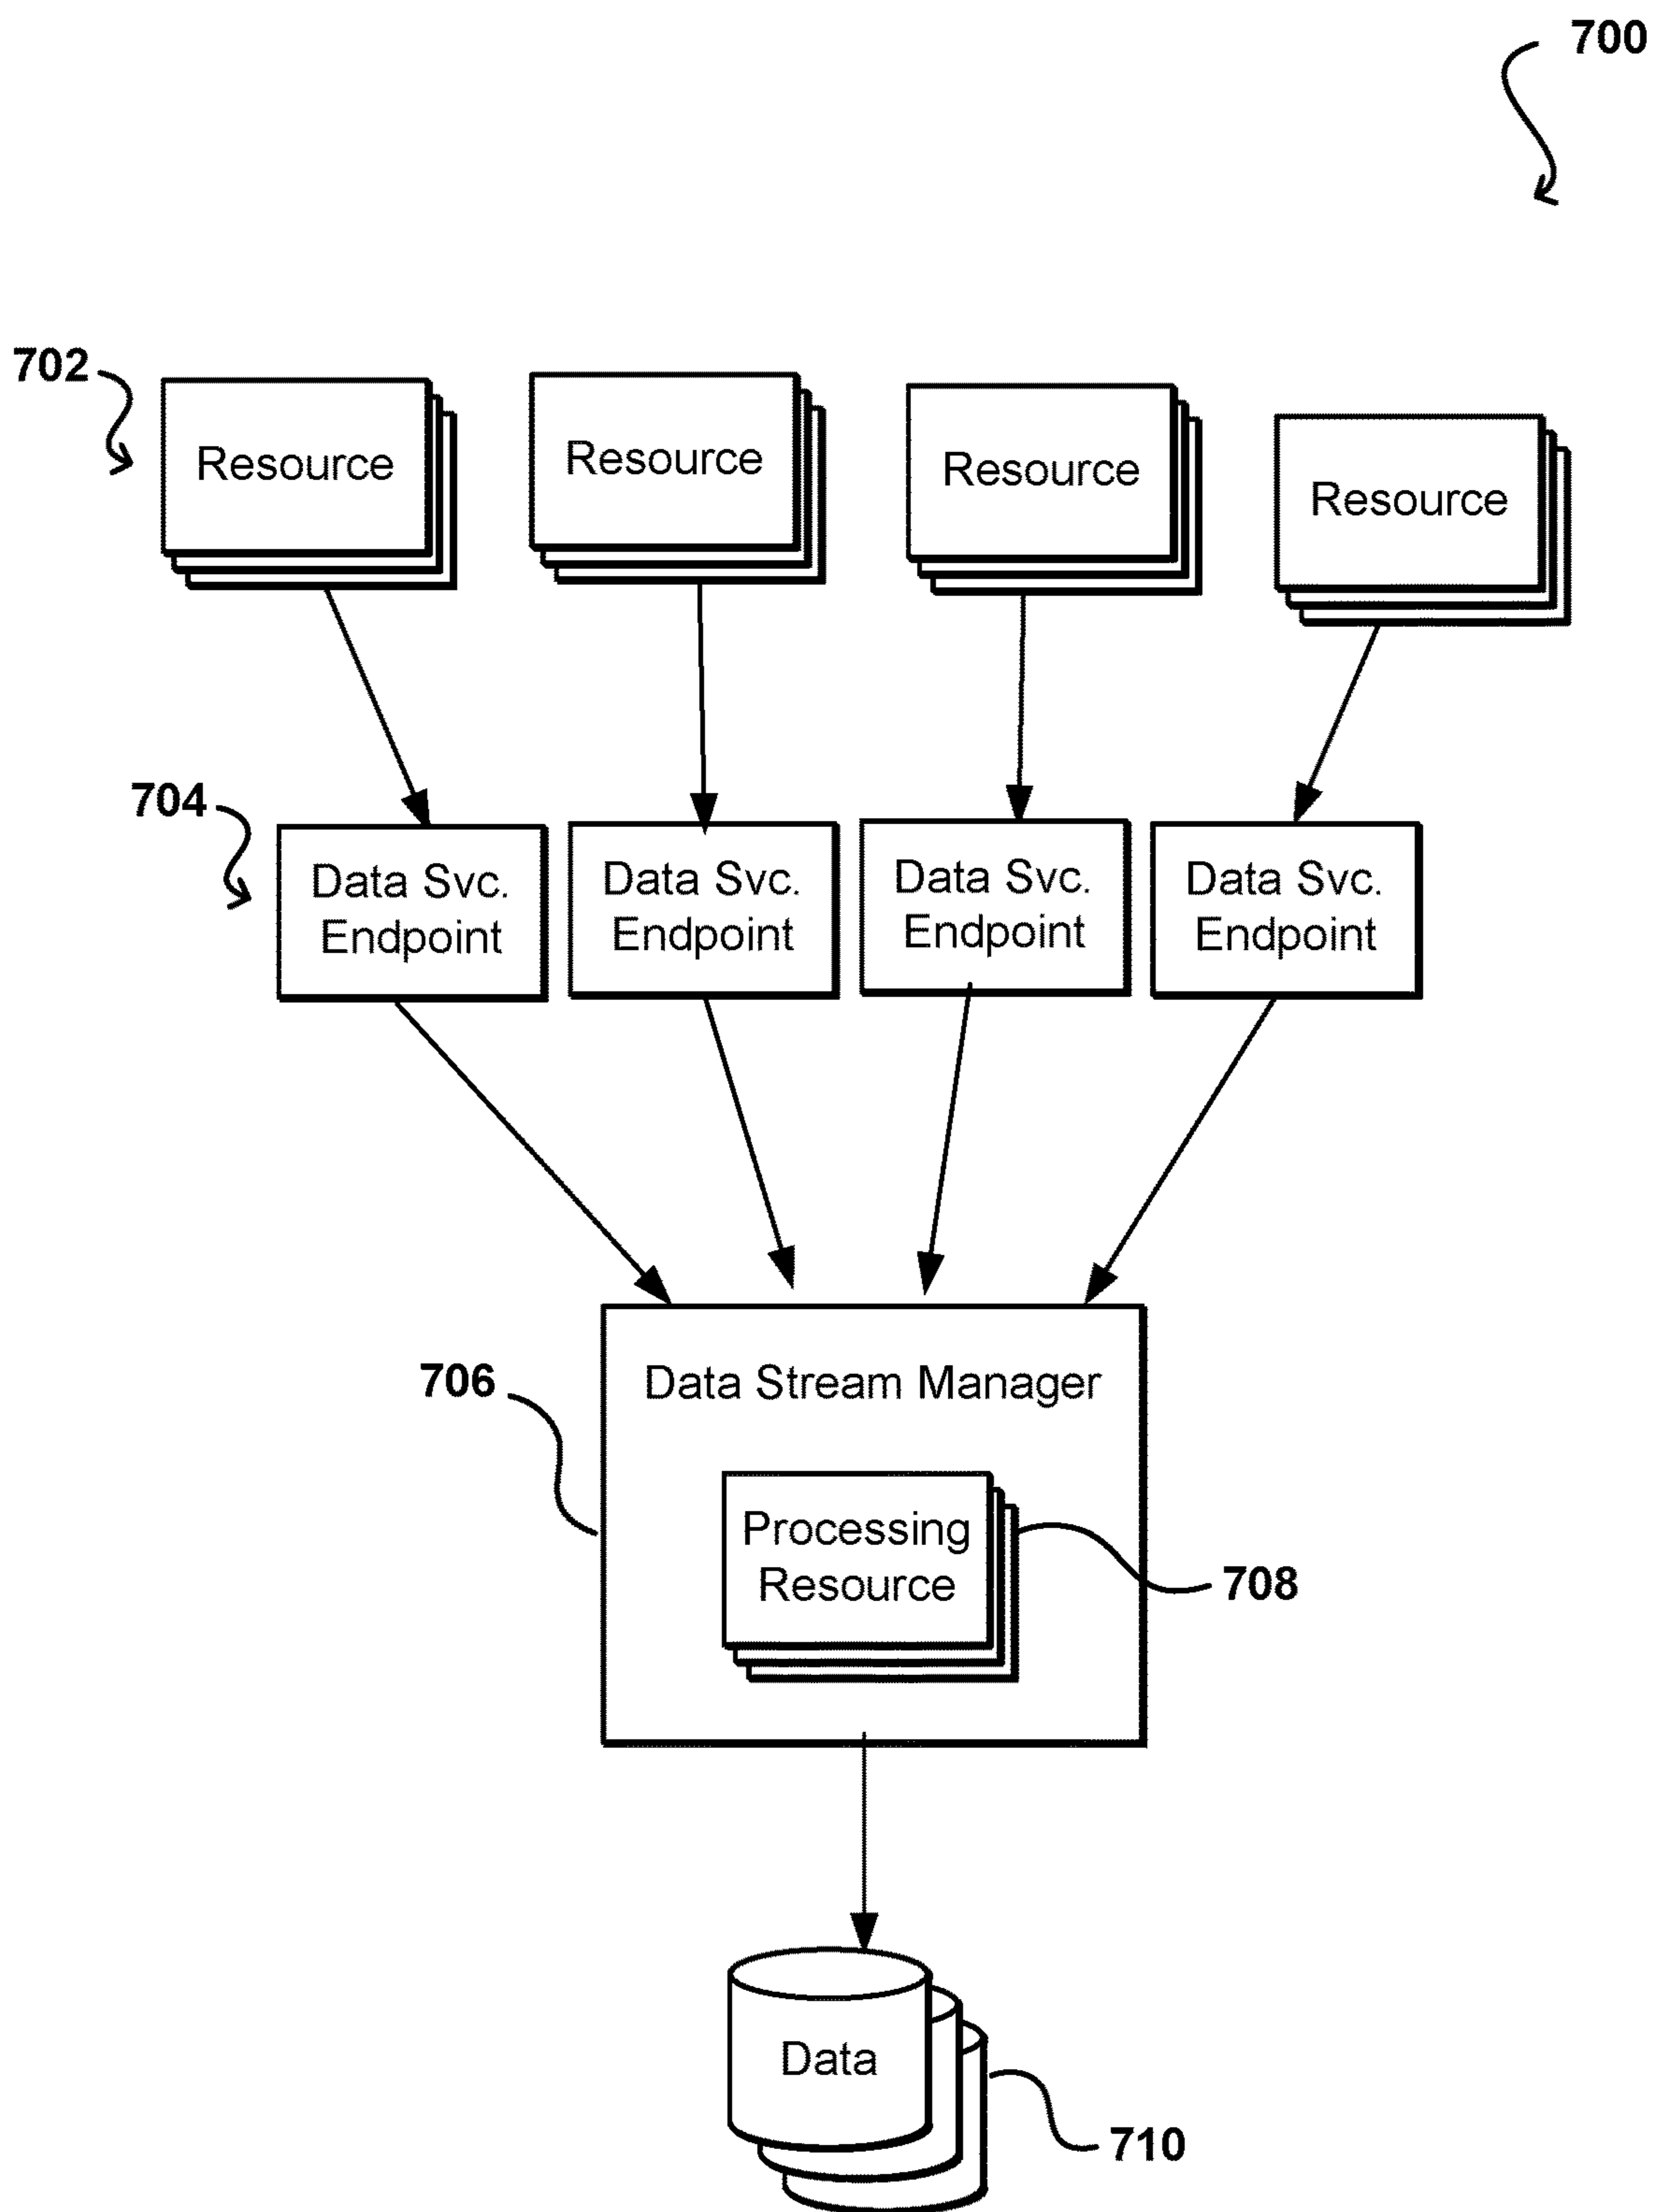 700
702
Resource
Resource
Resource
Resource
704
Data Svc.
Endpoint
Data Svc.
Endpoint
Data Svc.
Endpoint
Data Svc.
Endpoint
706
Data Stream Manager
Processing
Resource
708
Data
710